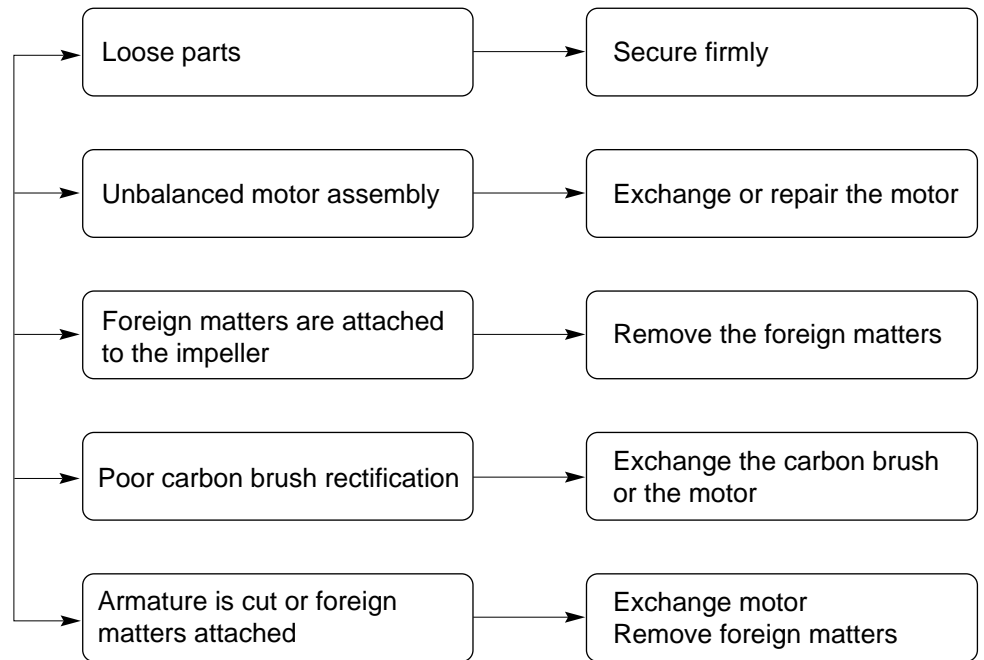 Loose parts
Secure firmly
Unbalanced motor assembly
Exchange or repair the motor
Foreign matters are attached
to the impeller
Remove the foreign matters
Poor carbon brush rectification
Exchange the carbon brush
or the motor
Armature is cut or foreign
matters attached
Exchange motor
Remove foreign matters